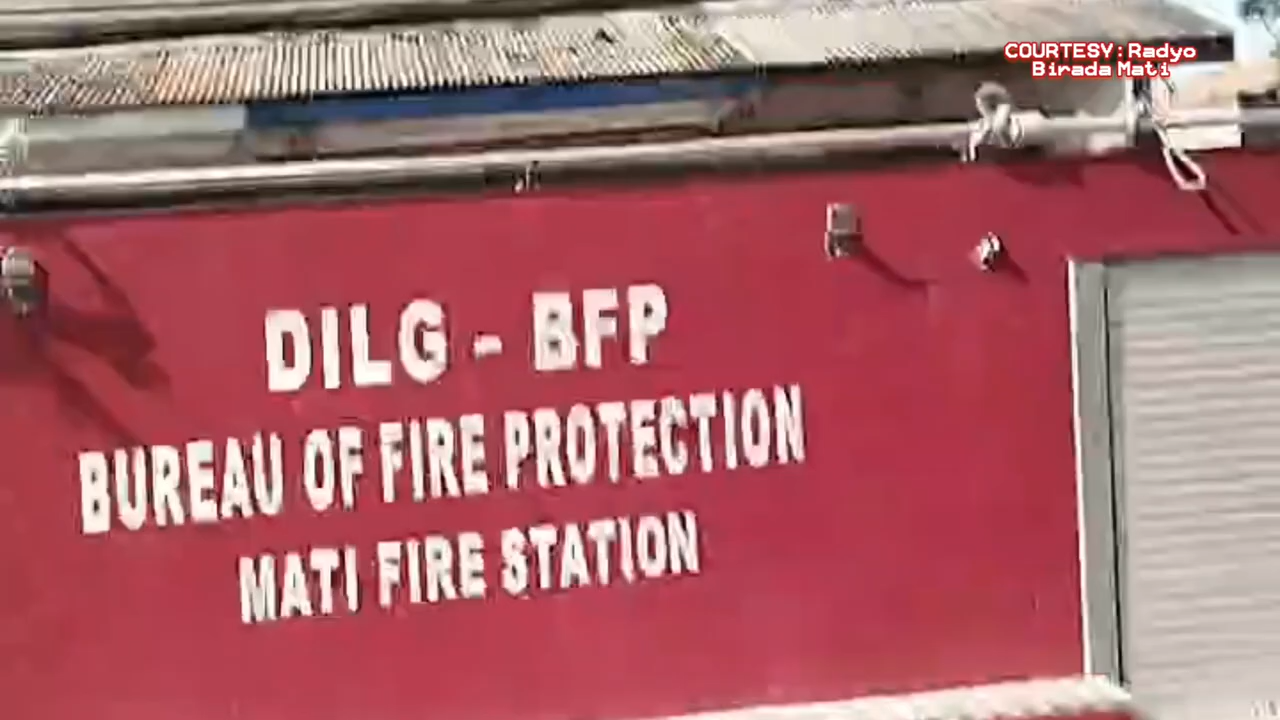 COURTESY: Radyo
Birada Mati
DILG - BFP
BUREAU OF FIRE PROTECTION
MATI FIRE STATION